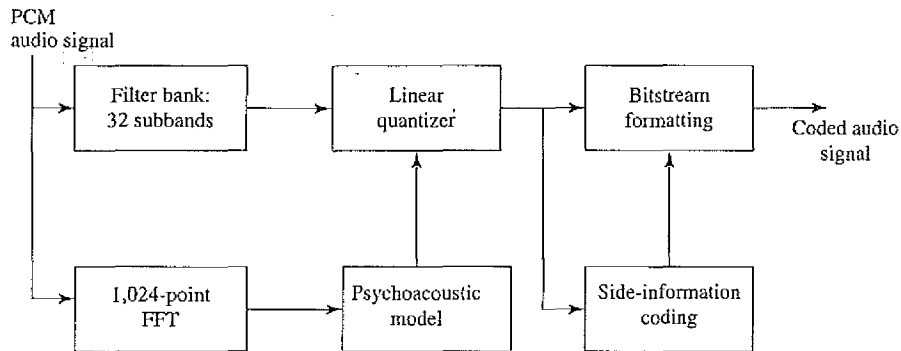 PCM
audio signal
Filter bank:
32 subbands
Linear
quantizer
Bitstream
formatting
Coded audio
signal
1,024-point
FFT
Psychoacoustic
model
Side-information
coding